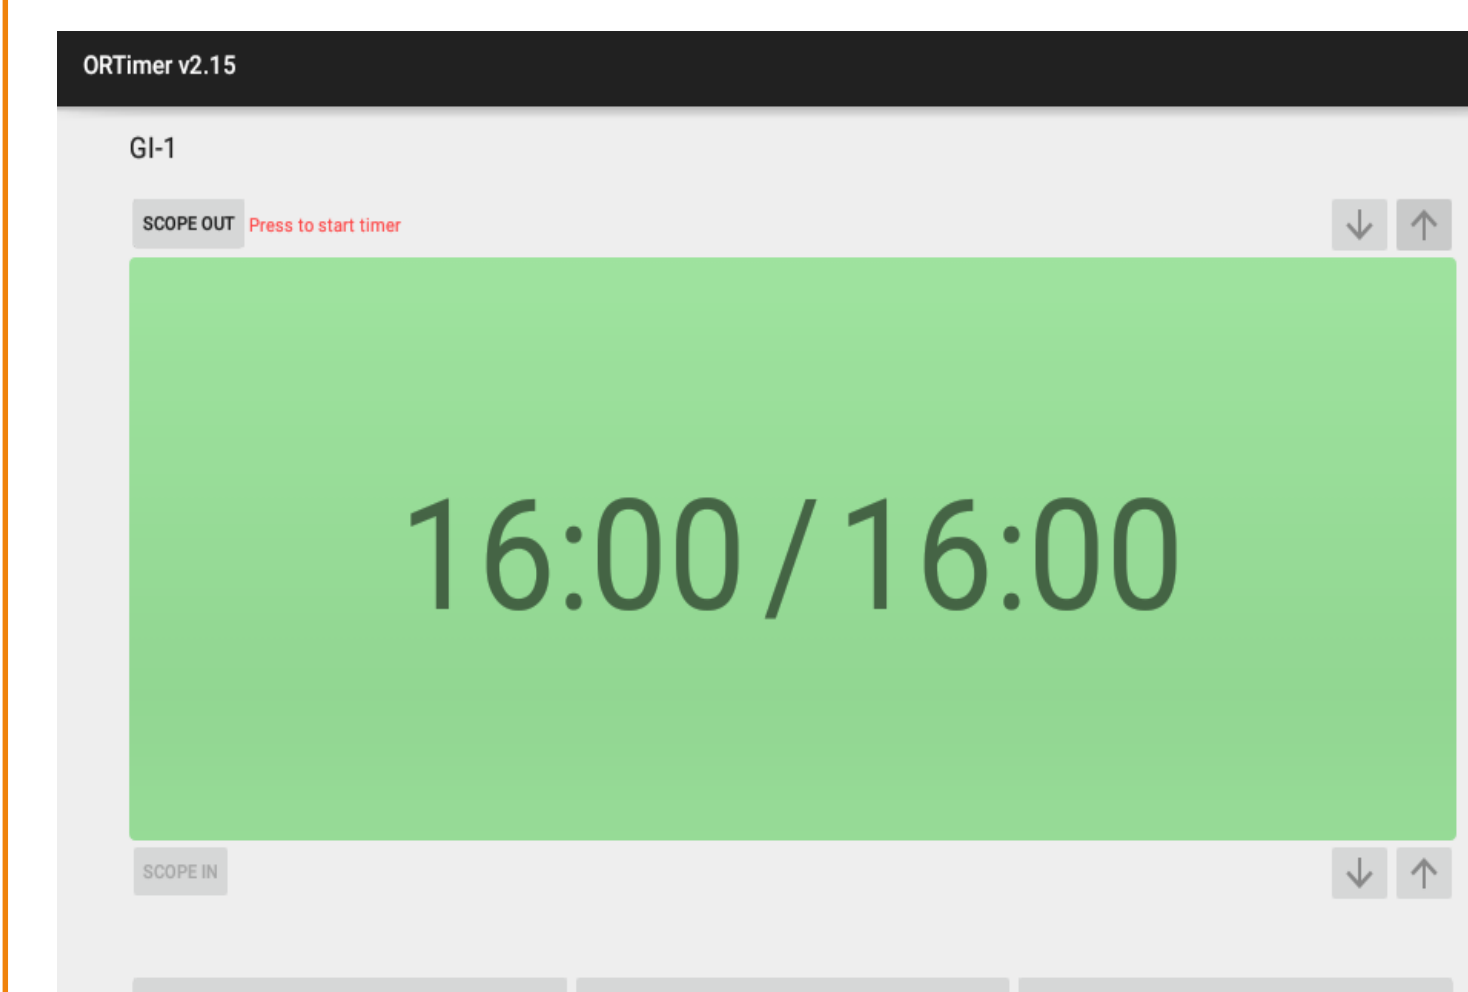 ORTimer v2.15
GI-1
SCOPE OUT Press to start timer
16:00/16:00
SCOPE IN